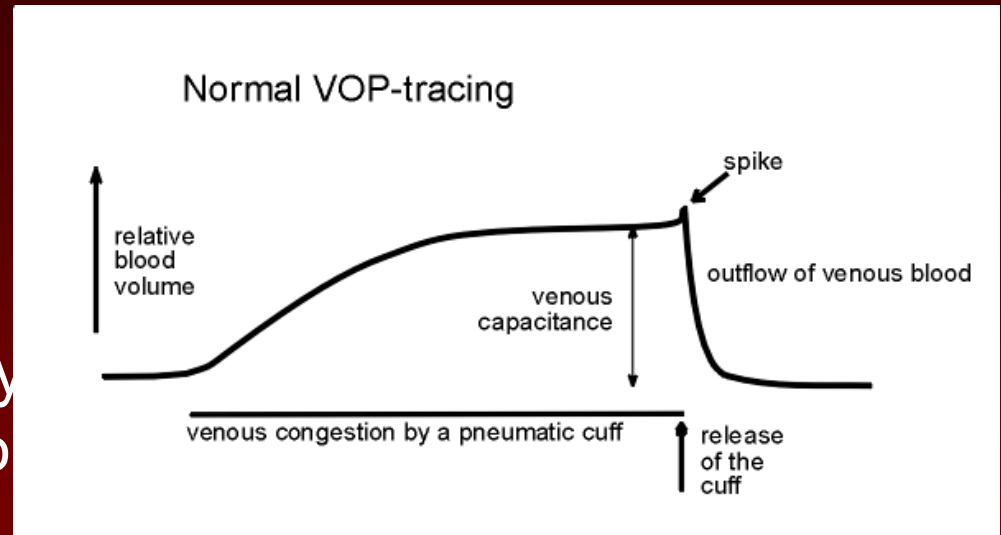 Normal VOP-tracing
spike
relative
blood
volume
outflow of venous blood
venous
capacitance
venous congestion by a pneumatic cuff
release
of the
cuff